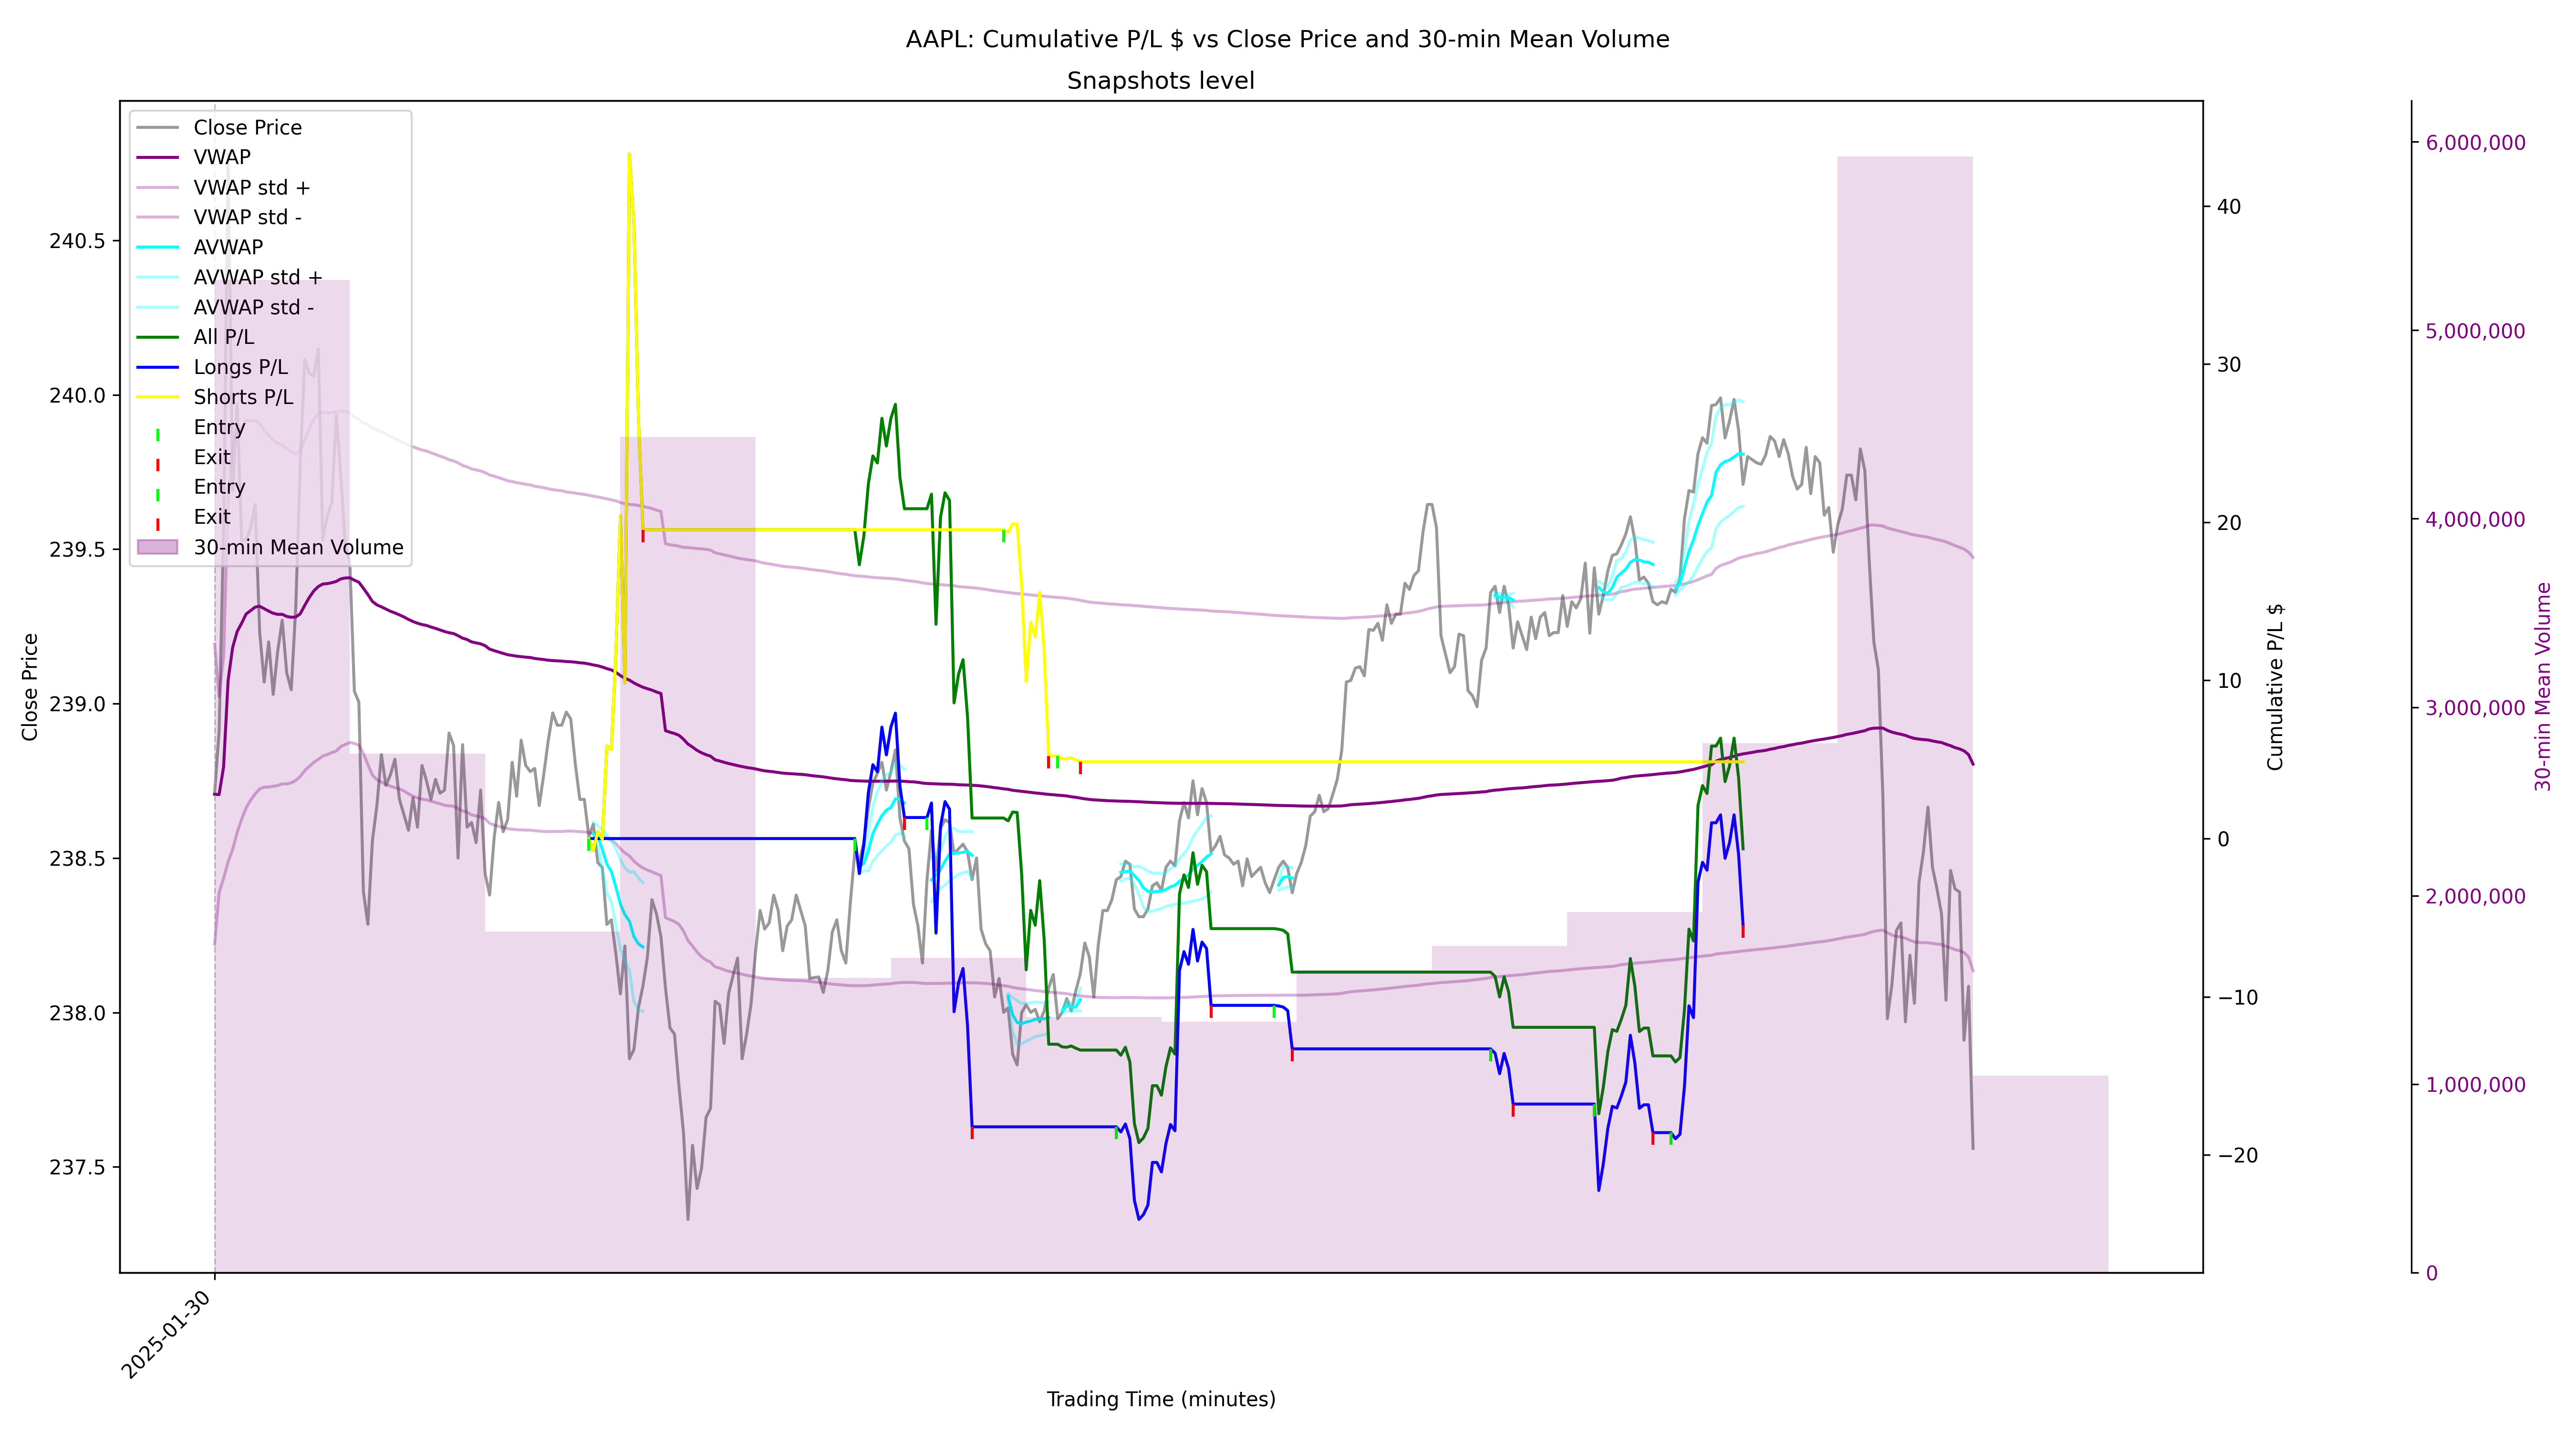 AAPL: Cumulative P/L $ vs Close Price and 30-min Mean Volume
Snapshots level
Close Price
VWAP
VWAP std +
VWAP std -
AVWAP
AVWAP std +
AVWAP std -
All P/L
Longs P/L
Shorts P/L
Entry
Exit
Entry
Exit
30-min Mean Volume
Close Price
240.5
240.0
239.5
239.0
238.5
238.0
237.5
40
30
20
10
0
−10
−20
Cumulative P/L $
6,000,000
5,000,000
4,000,000
3,000,000
2,000,000
1,000,000
0
30-min Mean Volume
2025-01-30
Trading Time (minutes)